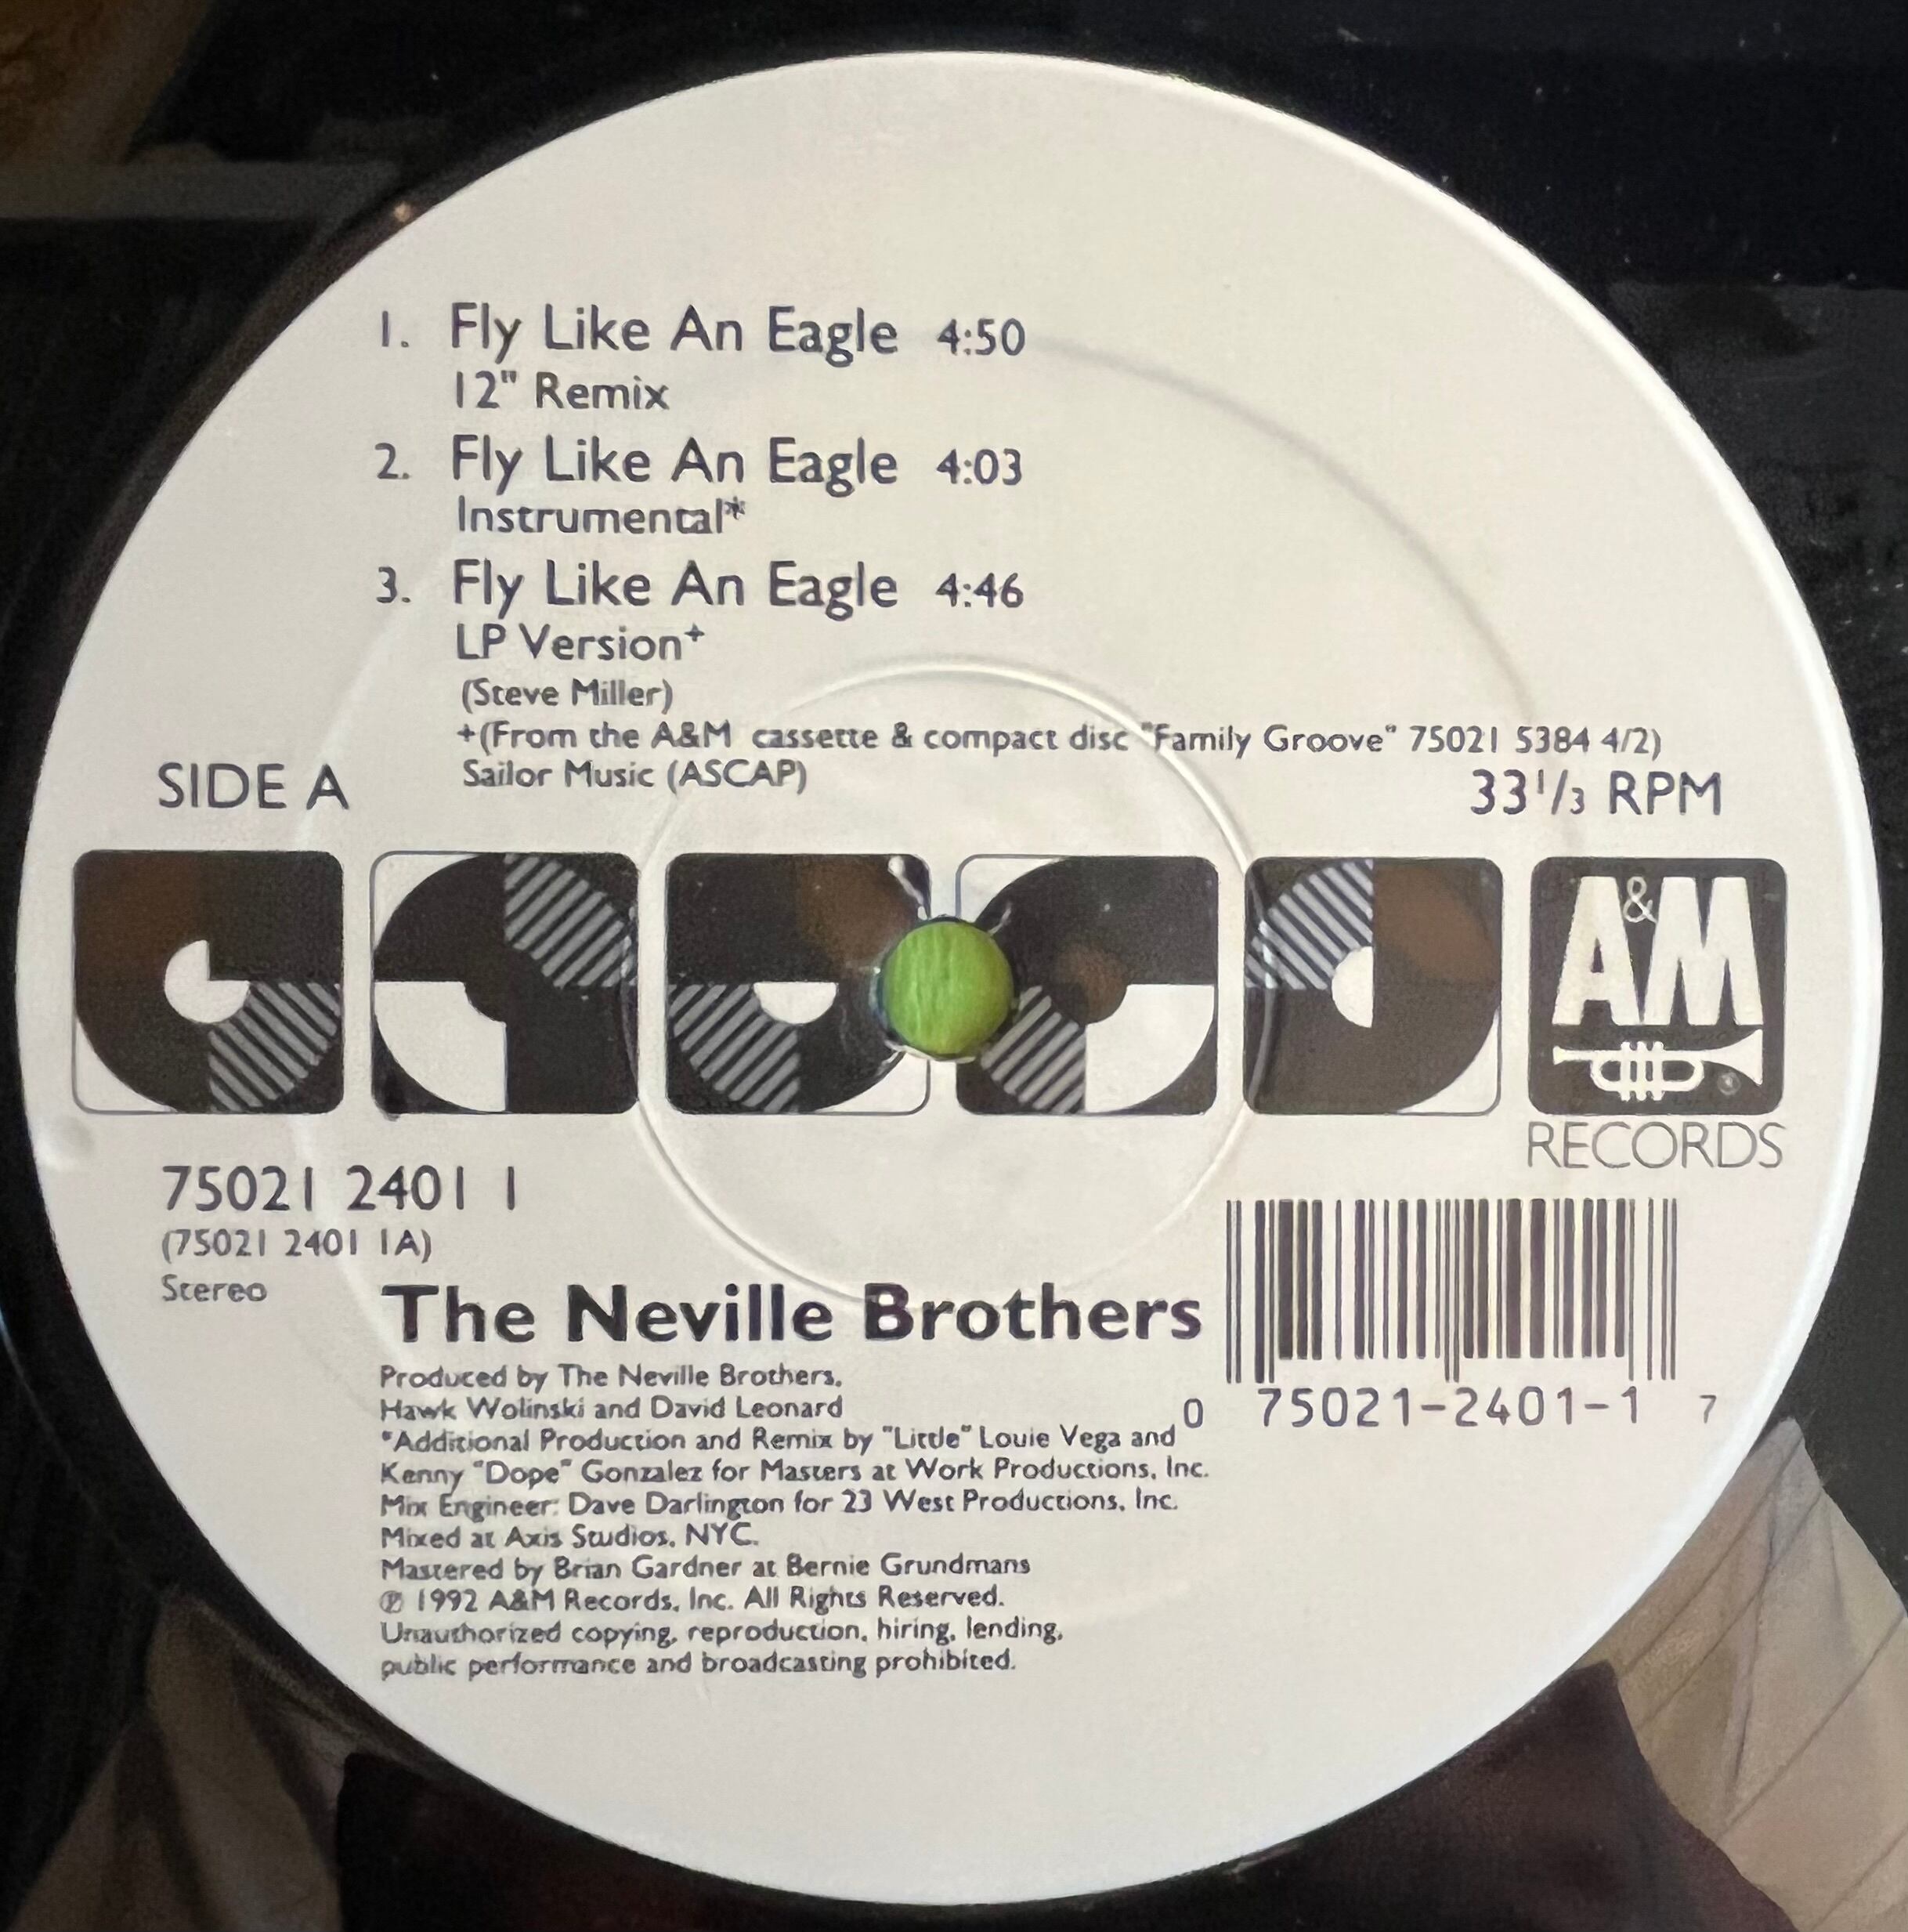 1. Fly Like An Eagle 4:50
12" Remix
2. Fly Like An Eagle 4:03
Instrumental*
3. Fly Like An Eagle 4:46
LP Version+
(Steve Miller)
+(From the A&M cassette & compact disc "Family Groove" 75021 5384 4/2)
Sailor Music (ASCAP)
SIDE A
33 1/3 RPM
A&M
RECORDS
75021 2401 1
(75021 2401 1A)
Stereo
The Neville Brothers
Produced by The Neville Brothers,
Hawk Wolinski and David Leonard
*Additional Production and Remix by "Little" Louie Vega and
Kenny "Dope" Gonzalez for Masters at Work Productions, Inc.
Mix Engineer: Dave Darlington for 23 West Productions, Inc.
Mixed at Axis Studios, NYC.
Mastered by Brian Gardner at Bernie Grundmans
℗ 1992 A&M Records, Inc. All Rights Reserved.
Unauthorized copying, reproduction, hiring, lending,
public performance and broadcasting prohibited.
0 75021-2401-1 7